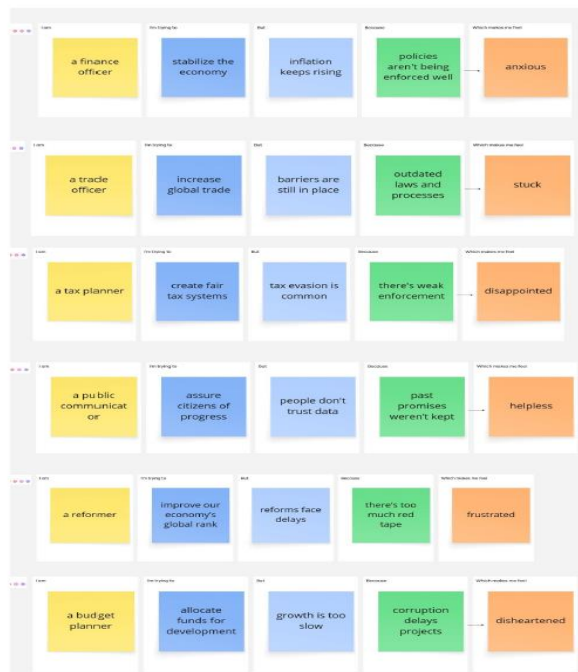 I am
I'm trying to
But
Because
Which makes me feel
a finance
officer
stabilize the
economy
inflation
keeps rising
policies
aren't being
enforced well
anxious
I am
I'm trying to
But
Because
Which makes me feel
a trade
officer
increase
global trade
barriers are
still in place
outdated
laws and
processes
stuck
I am
I'm trying to
But
Because
Which makes me feel
a tax planner
create fair
tax systems
tax evasion is
common
there's weak
enforcement
disappointed
I am
I'm trying to
But
Because
Which makes me feel
a public
communicat
or
assure
citizens of
progress
people don't
trust data
past
promises
weren't kept
helpless
I am
I'm trying to
But
Because
Which makes me feel
a reformer
improve our
economy's
global rank
reforms face
delays
there's too
much red
tape
frustrated
I am
I'm trying to
But
Because
Which makes me feel
a budget
planner
allocate
funds for
development
growth is too
slow
corruption
delays
projects
disheartened